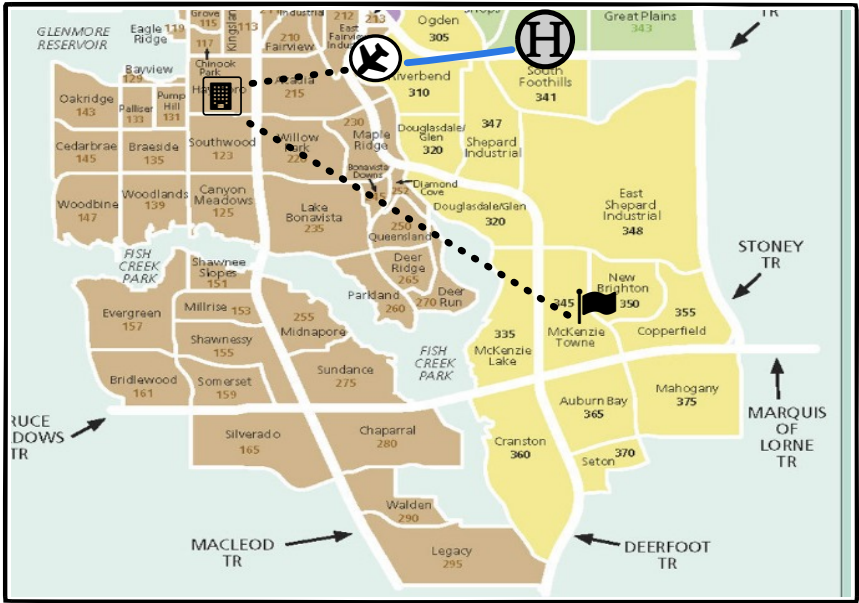 Grove
115
Kingsland
113
Industrial
210
Fairview
212
East
Fairview
Indust
213
Ogden
305
Shops
Great Plains
343
TR
GLENMORE
RESERVOIR
Eagle
Ridge
119
117
Chinook
Park
Bayview
129
H
Riverbend
310
South
Foothills
341
Oakridge
143
Palliser
133
Pump
Hill
131
Acadia
215
Cedarbrae
145
Braeside
135
Southwood
123
Willow
Park
230
Maple
Ridge
Douglasdale/
Glen
320
347
Shepard
Industrial
Woodbine
147
Woodlands
139
Canyon
Meadows
125
Lake
Bonavista
235
Bonavista
Downs
252
Diamond
Cove
Douglasdale/Glen
320
East
Shepard
Industrial
348
250
Queensland
FISH
CREEK
PARK
Shawnee
Slopes
151
Deer
Ridge
265
Parkland
260
270
Deer
Run
STONEY
TR
Evergreen
157
Millrise 153
255
Midnapore
Shawnessy
155
345
McKenzie
Towne
New
Brighton
350
355
Copperfield
335
McKenzie
Lake
FISH
CREEK
PARK
Bridlewood
161
Somerset
159
Sundance
275
Auburn Bay
365
Mahogany
375
RUCE
DOWS
TR
MARQUIS
OF
LORNE
TR
Silverado
165
Chaparral
280
Cranston
360
Seton
370
Walden
290
MACLEOD
TR
Legacy
295
DEERFOOT
TR